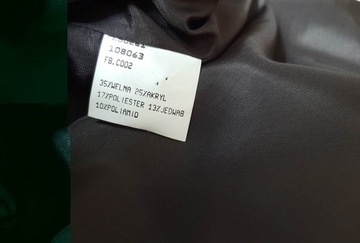 108063
FB.C002
35%WEŁNA 25%AKRYL
17%POLIESTER 13%JEDWAB
10%POLIAMID